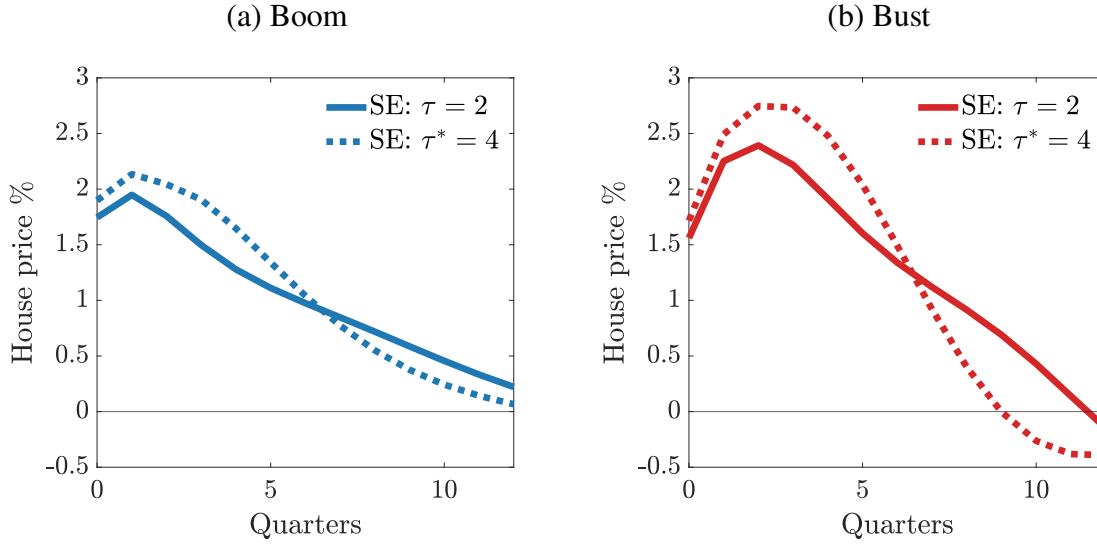 (a) Boom
House price %
3
2.5
2
1.5
1
0.5
0
-0.5
SE: τ = 2
SE: τ* = 4
0
5
10
Quarters
(b) Bust
House price %
3
2.5
2
1.5
1
0.5
0
-0.5
SE: τ = 2
SE: τ* = 4
0
5
10
Quarters